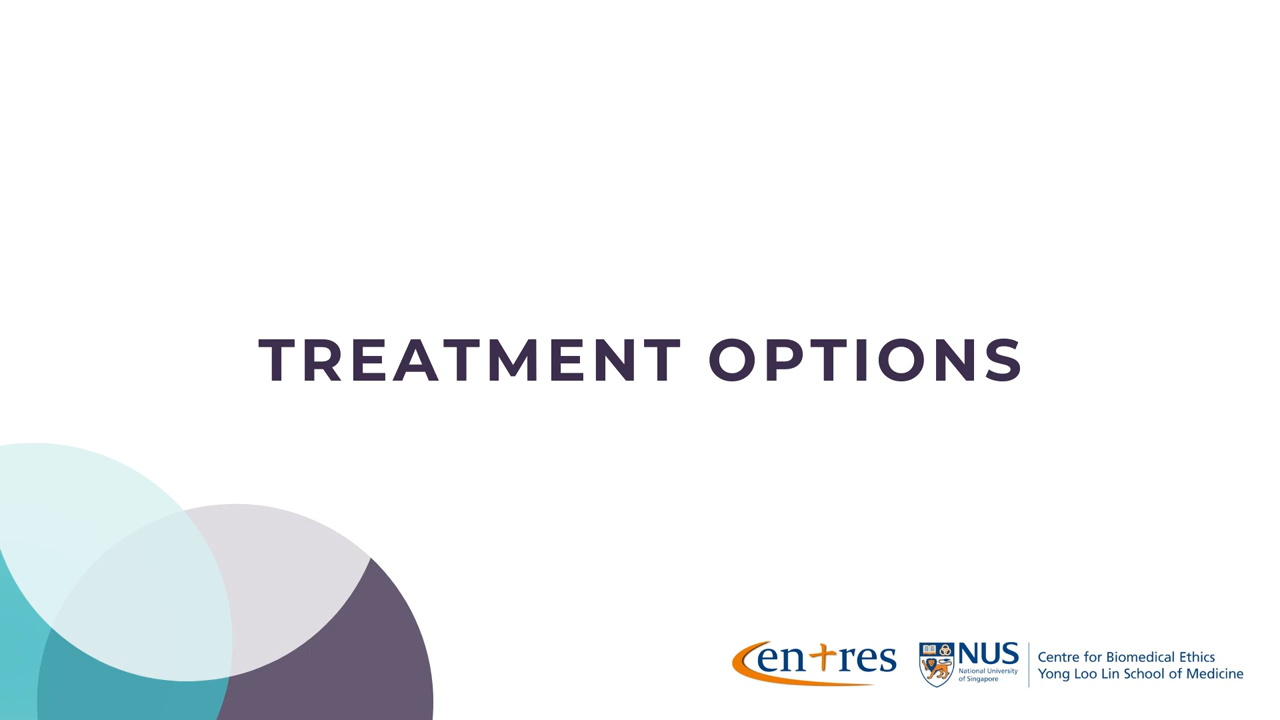 TREATMENT OPTIONS
Centres
NUS
National University
of Singapore
Centre for Biomedical Ethics
Yong Loo Lin School of Medicine